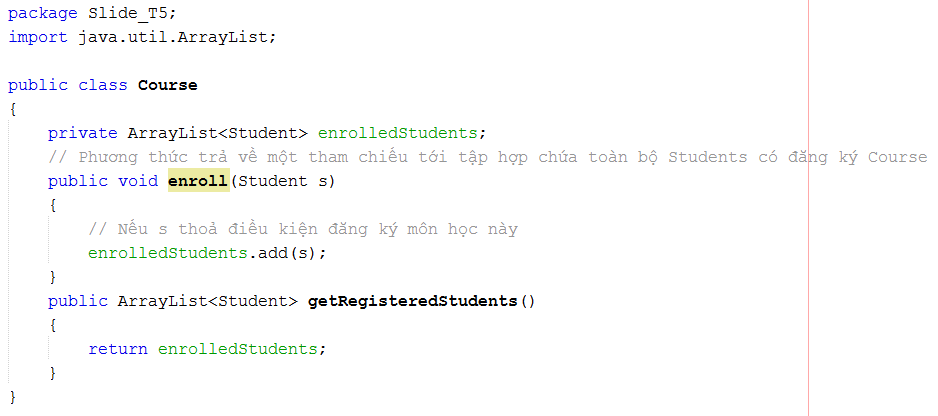 package Slide_T5;
import java.util.ArrayList;
public class Course
{
private ArrayList<Student> enrolledStudents;
// Phương thức trả về một tham chiếu tới tập hợp chứa toàn bộ Students có đăng ký Course
public void enroll(Student s)
{
// Nếu s thoả điều kiện đăng ký môn học này
enrolledStudents.add(s);
}
public ArrayList<Student> getRegisteredStudents()
{
return enrolledStudents;
}
}